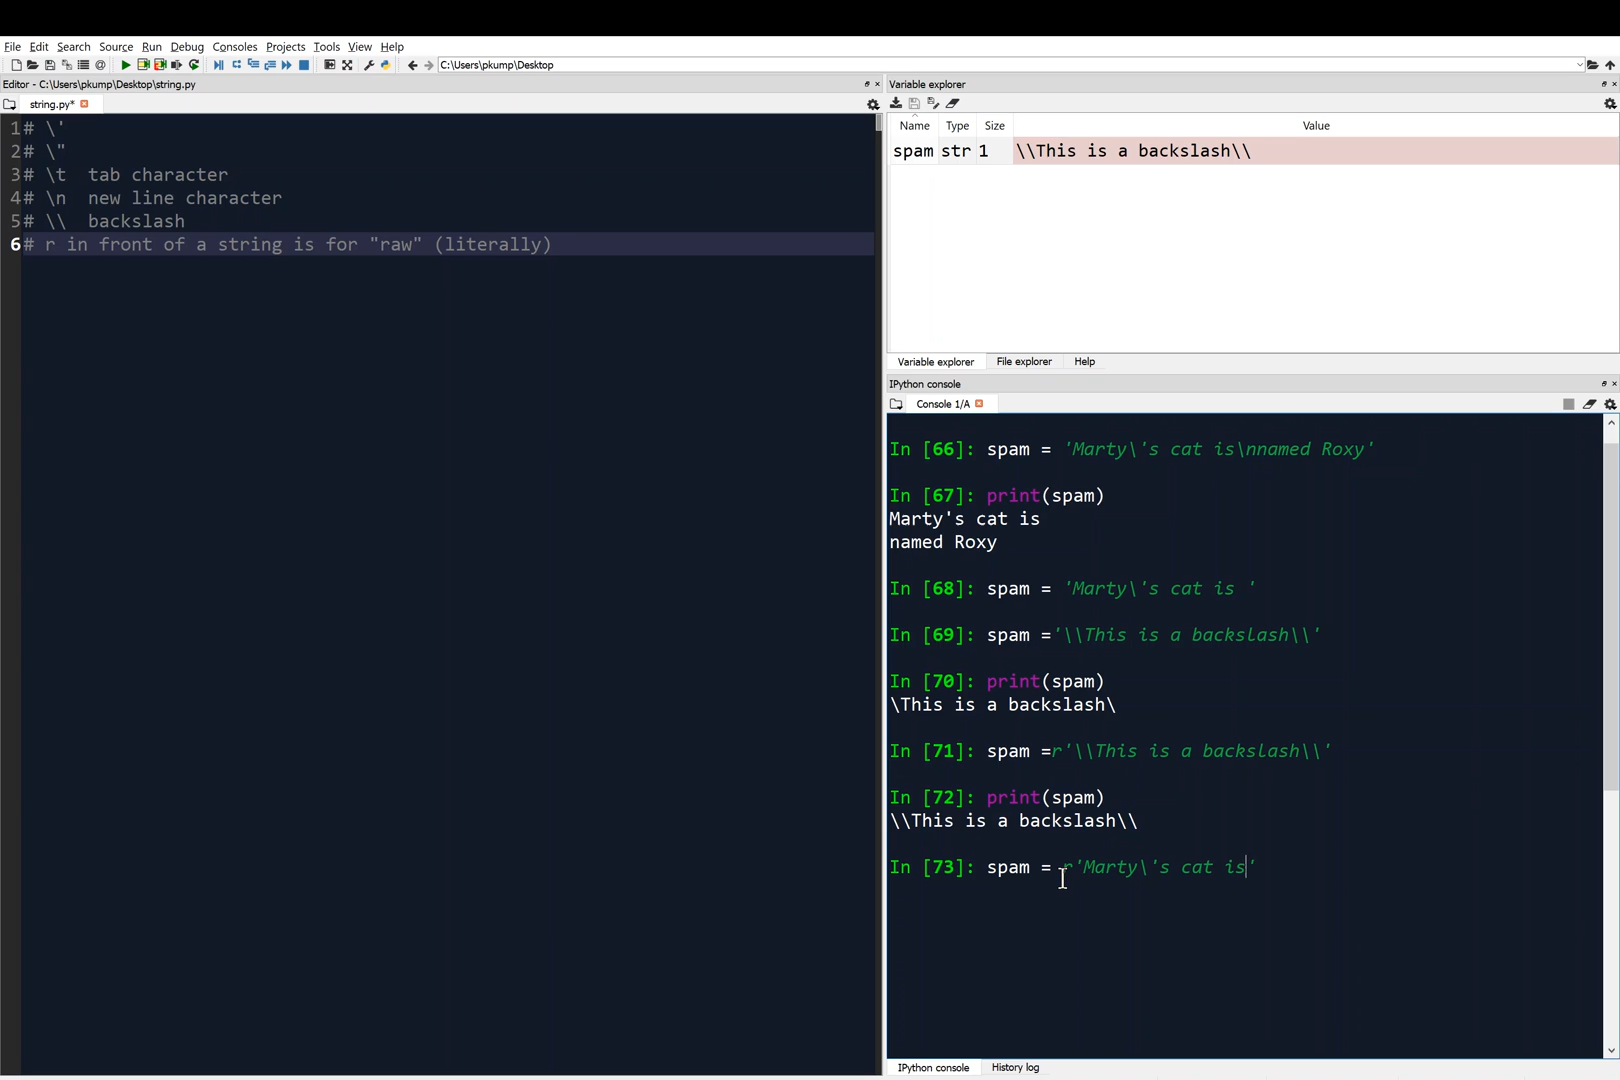 File Edit Search Source Run Debug Consoles Projects Tools View Help
C:\Users\pkump\Desktop
Editor - C:\Users\pkump\Desktop\string.py
string.py*
1# \'
2# \"
3# \t  tab character
4# \n  new line character
5# \\  backslash
6# r in front of a string is for "raw" (literally)
Variable explorer
Name Type Size Value
spam str 1 \\This is a backslash\\
Variable explorer File explorer Help
IPython console
Console 1/A
In [66]: spam = 'Marty\'s cat is\nnamed Roxy'
In [67]: print(spam)
Marty's cat is
named Roxy
In [68]: spam = 'Marty\'s cat is '
In [69]: spam ='\\This is a backslash\\'
In [70]: print(spam)
\This is a backslash\
In [71]: spam =r'\\This is a backslash\\'
In [72]: print(spam)
\\This is a backslash\\
In [73]: spam = r'Marty\'s cat is'
IPython console History log